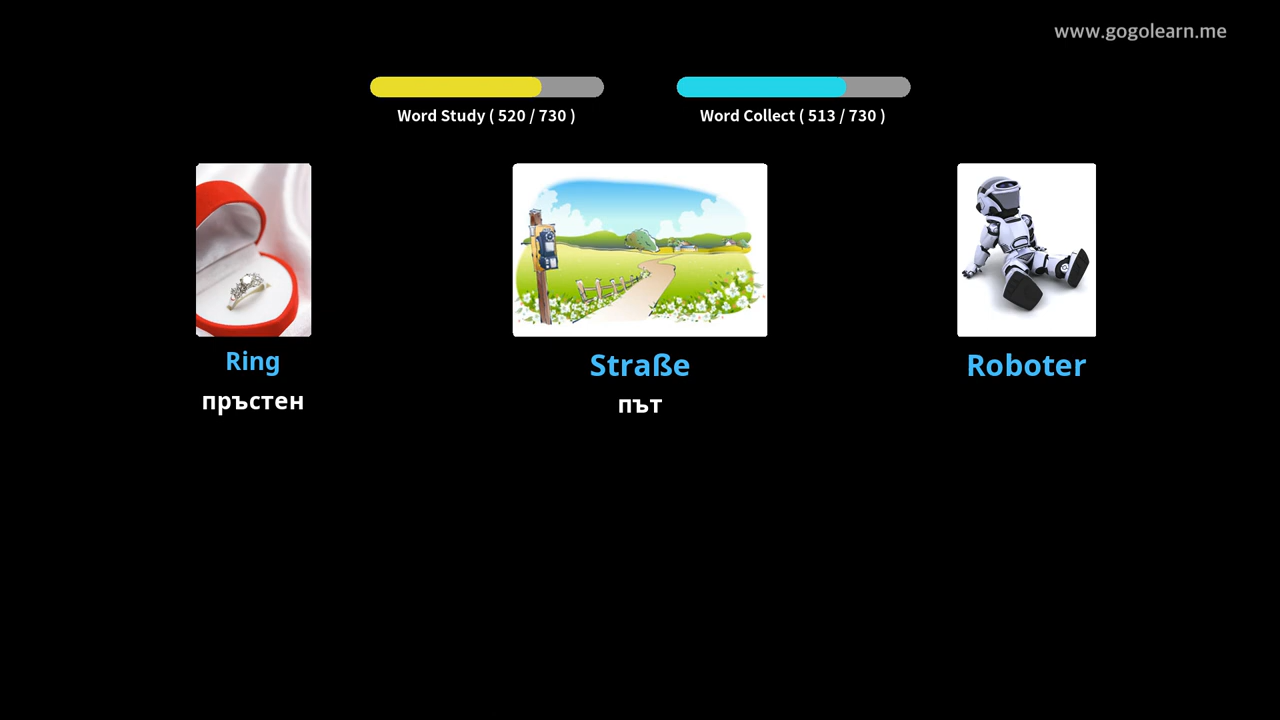 www.gogolearn.me
Word Study ( 520 / 730 )
Word Collect ( 513 / 730 )
Ring
Straße
Roboter
пръстен
път